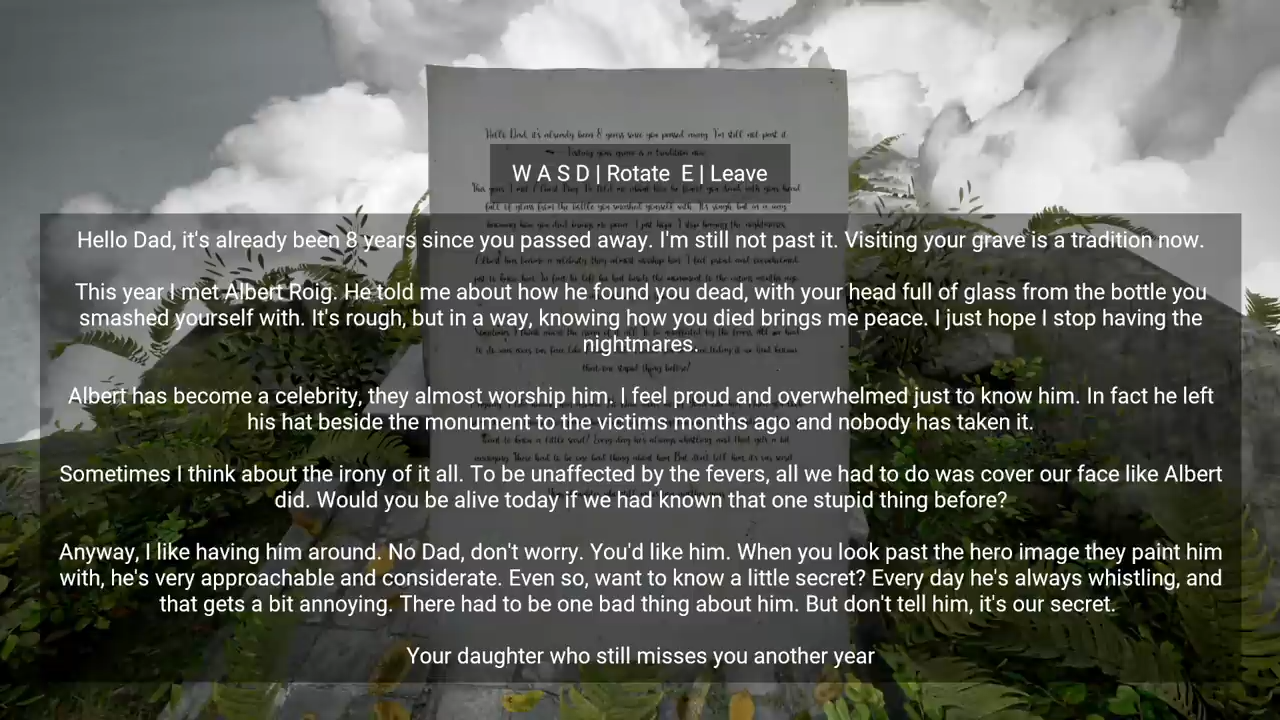 W A S D | Rotate  E | Leave
Hello Dad, it's already been 8 years since you passed away. I'm still not past it. Visiting your grave is a tradition now.
This year I met Albert Roig. He told me about how he found you dead, with your head full of glass from the bottle you
smashed yourself with. It's rough, but in a way, knowing how you died brings me peace. I just hope I stop having the
nightmares.
Albert has become a celebrity, they almost worship him. I feel proud and overwhelmed just to know him. In fact he left
his hat beside the monument to the victims months ago and nobody has taken it.
Sometimes I think about the irony of it all. To be unaffected by the fevers, all we had to do was cover our face like Albert
did. Would you be alive today if we had known that one stupid thing before?
Anyway, I like having him around. No Dad, don't worry. You'd like him. When you look past the hero image they paint him
with, he's very approachable and considerate. Even so, want to know a little secret? Every day he's always whistling, and
that gets a bit annoying. There had to be one bad thing about him. But don't tell him, it's our secret.
Your daughter who still misses you another year